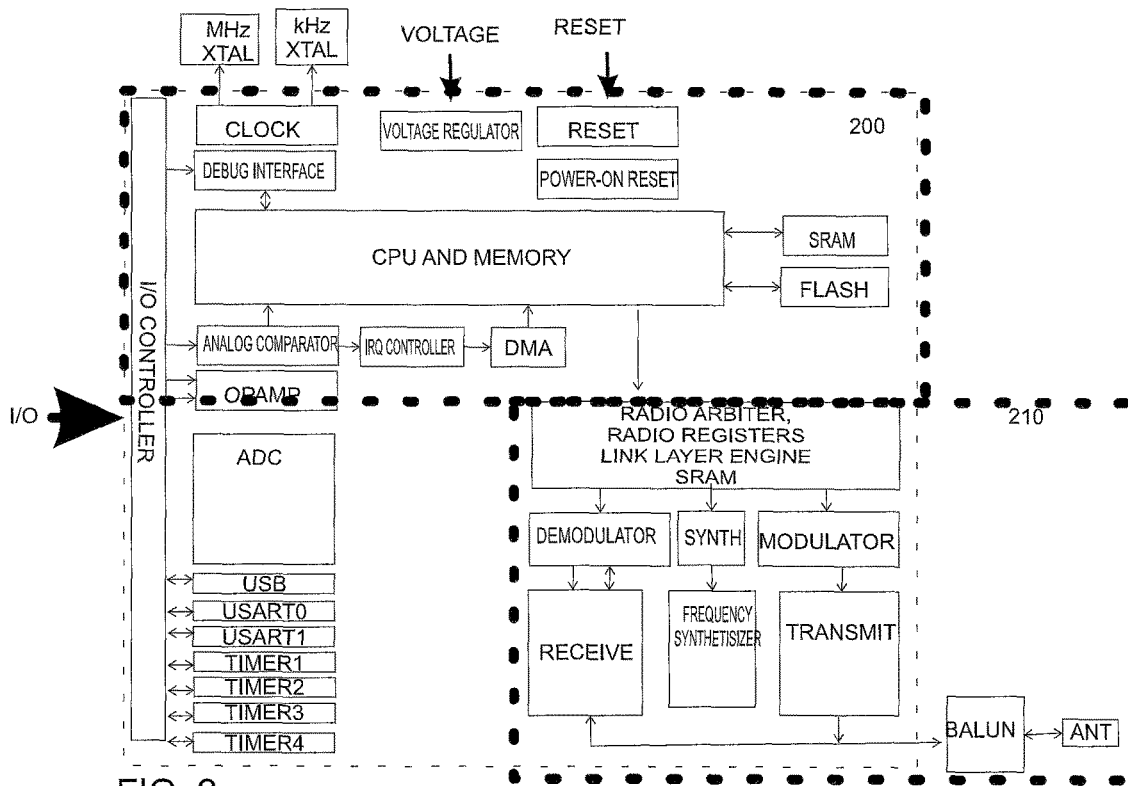 MHz
XTAL
kHz
XTAL
VOLTAGE
RESET
CLOCK
VOLTAGE REGULATOR
RESET
200
DEBUG INTERFACE
POWER-ON RESET
CPU AND MEMORY
SRAM
FLASH
I/O CONTROLLER
ANALOG COMPARATOR
IRQ CONTROLLER
DMA
OPAMP
I/O
210
RADIO ARBITER,
RADIO REGISTERS
LINK LAYER ENGINE
SRAM
ADC
DEMODULATOR
SYNTH
MODULATOR
USB
USART0
USART1
TIMER1
TIMER2
TIMER3
TIMER4
RECEIVE
FREQUENCY
SYNTHETISIZER
TRANSMIT
BALUN
ANT